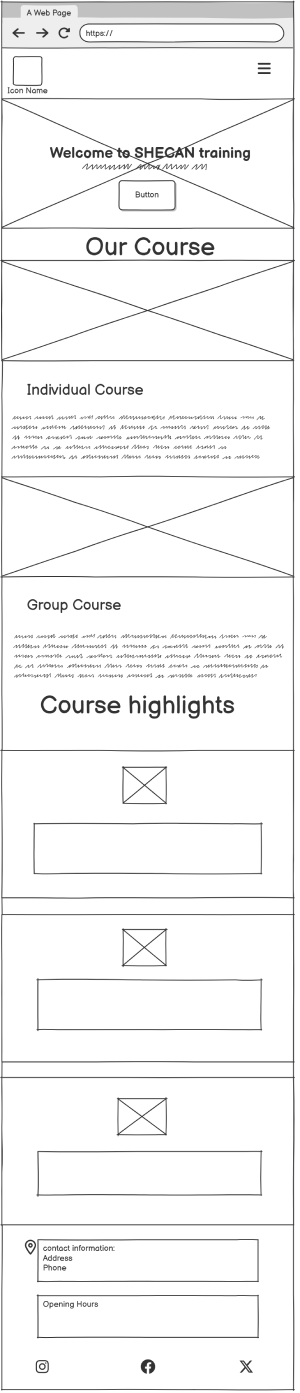 A Web Page
https://
Icon Name
Welcome to SHECAN training
Button
Our Course
Individual Course
Group Course
Course highlights
contact information:
Address
Phone
Opening Hours